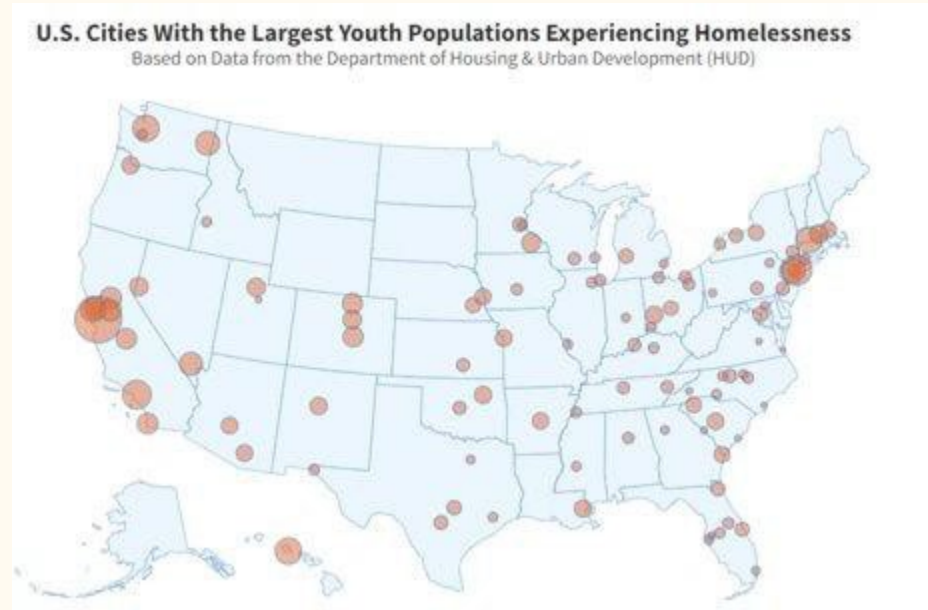 U.S. Cities With the Largest Youth Populations Experiencing Homelessness
Based on Data from the Department of Housing & Urban Development (HUD)